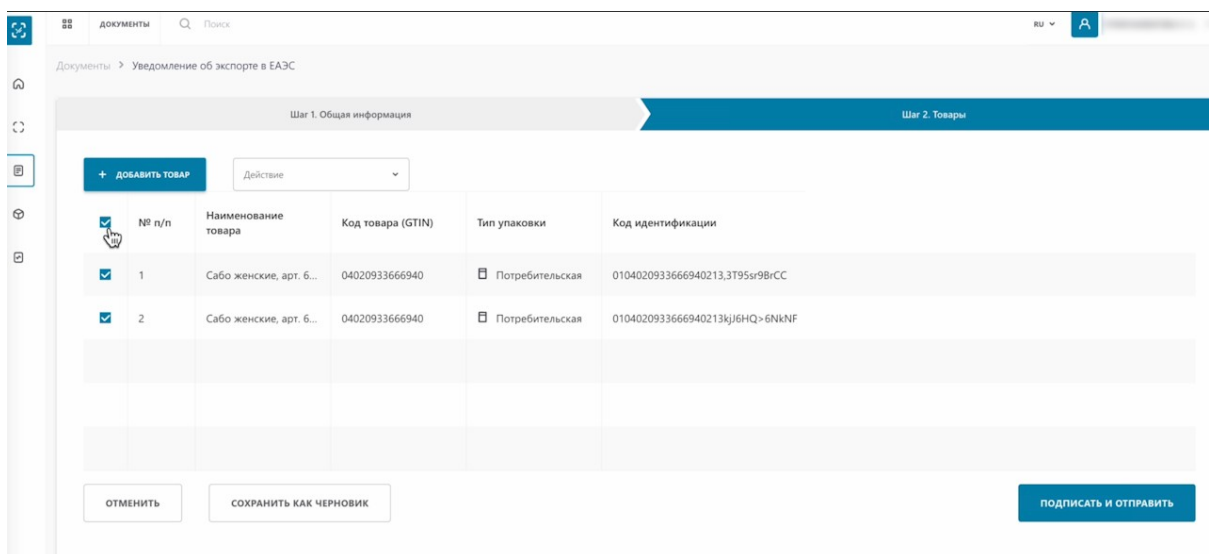 ДОКУМЕНТЫ
Поиск
RU
Документы > Уведомление об экспорте в ЕАЭС
Шаг 1. Общая информация
Шаг 2. Товары
+ ДОБАВИТЬ ТОВАР
Действие
№ п/п
Наименование
товара
Код товара (GTIN)
Тип упаковки
Код идентификации
1 Сабо женские, арт. 6... 04020933666940 Потребительская 0104020933666940213,3T95sr9BrCC
2 Сабо женские, арт. 6... 04020933666940 Потребительская 0104020933666940213kjJ6HQ>6NkNF
ОТМЕНИТЬ
СОХРАНИТЬ КАК ЧЕРНОВИК
ПОДПИСАТЬ И ОТПРАВИТЬ